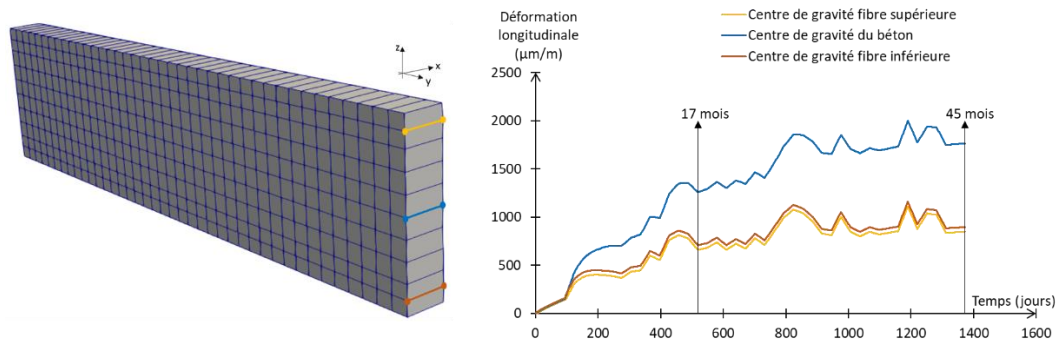 z
x
y
Déformation
longitudinale
(µm/m)
Centre de gravité fibre supérieure
Centre de gravité du béton
Centre de gravité fibre inférieure
2500
2000
1500
1000
500
0
17 mois
45 mois
Temps (jours)
0
200
400
600
800
1000
1200
1400
1600